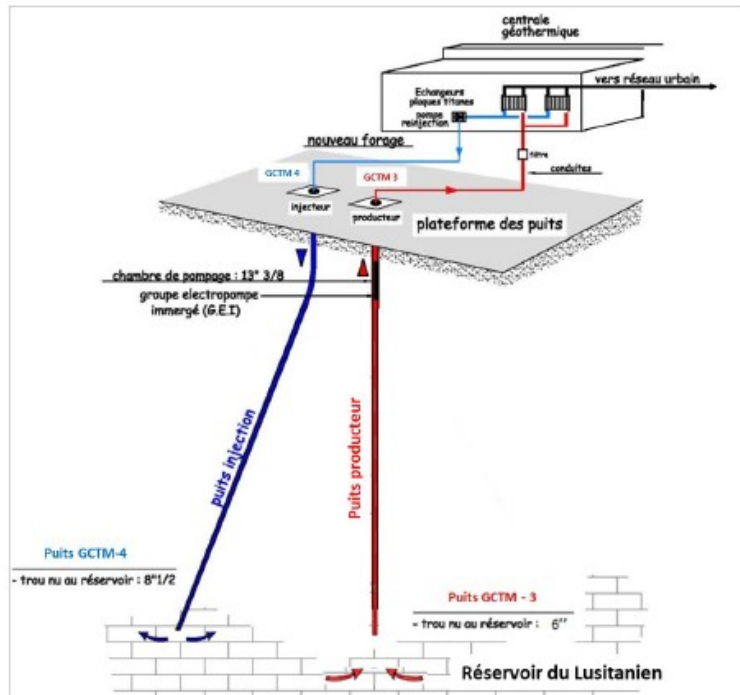 centrale
géothermique
vers réseau urbain
Echangeurs
plaques titanes
pompe
reinjection
nouveau forage
filtre
GCTM 4
GCTM 3
conduites
injecteur
producteur
plateforme des puits
chambre de pompage : 13" 3/8
groupe electropompe
immergé (G.E.I)
puits injection
Puits producteur
Puits GCTM-4
- trou nu au réservoir : 8"1/2
Puits GCTM - 3
- trou nu au réservoir : 6"
Réservoir du Lusitanien